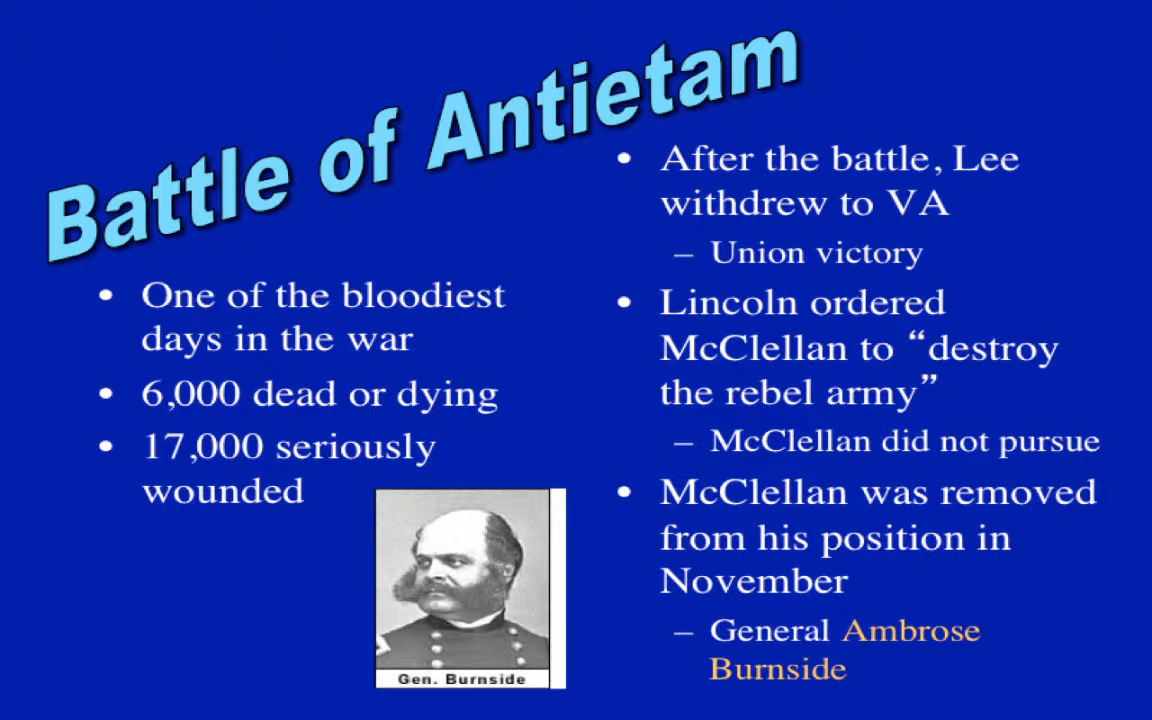 Battle of Antietam
• One of the bloodiest
days in the war
• 6,000 dead or dying
• 17,000 seriously
wounded
Gen. Burnside
• After the battle, Lee
withdrew to VA
– Union victory
• Lincoln ordered
McClellan to “destroy
the rebel army”
– McClellan did not pursue
• McClellan was removed
from his position in
November
– General Ambrose
Burnside